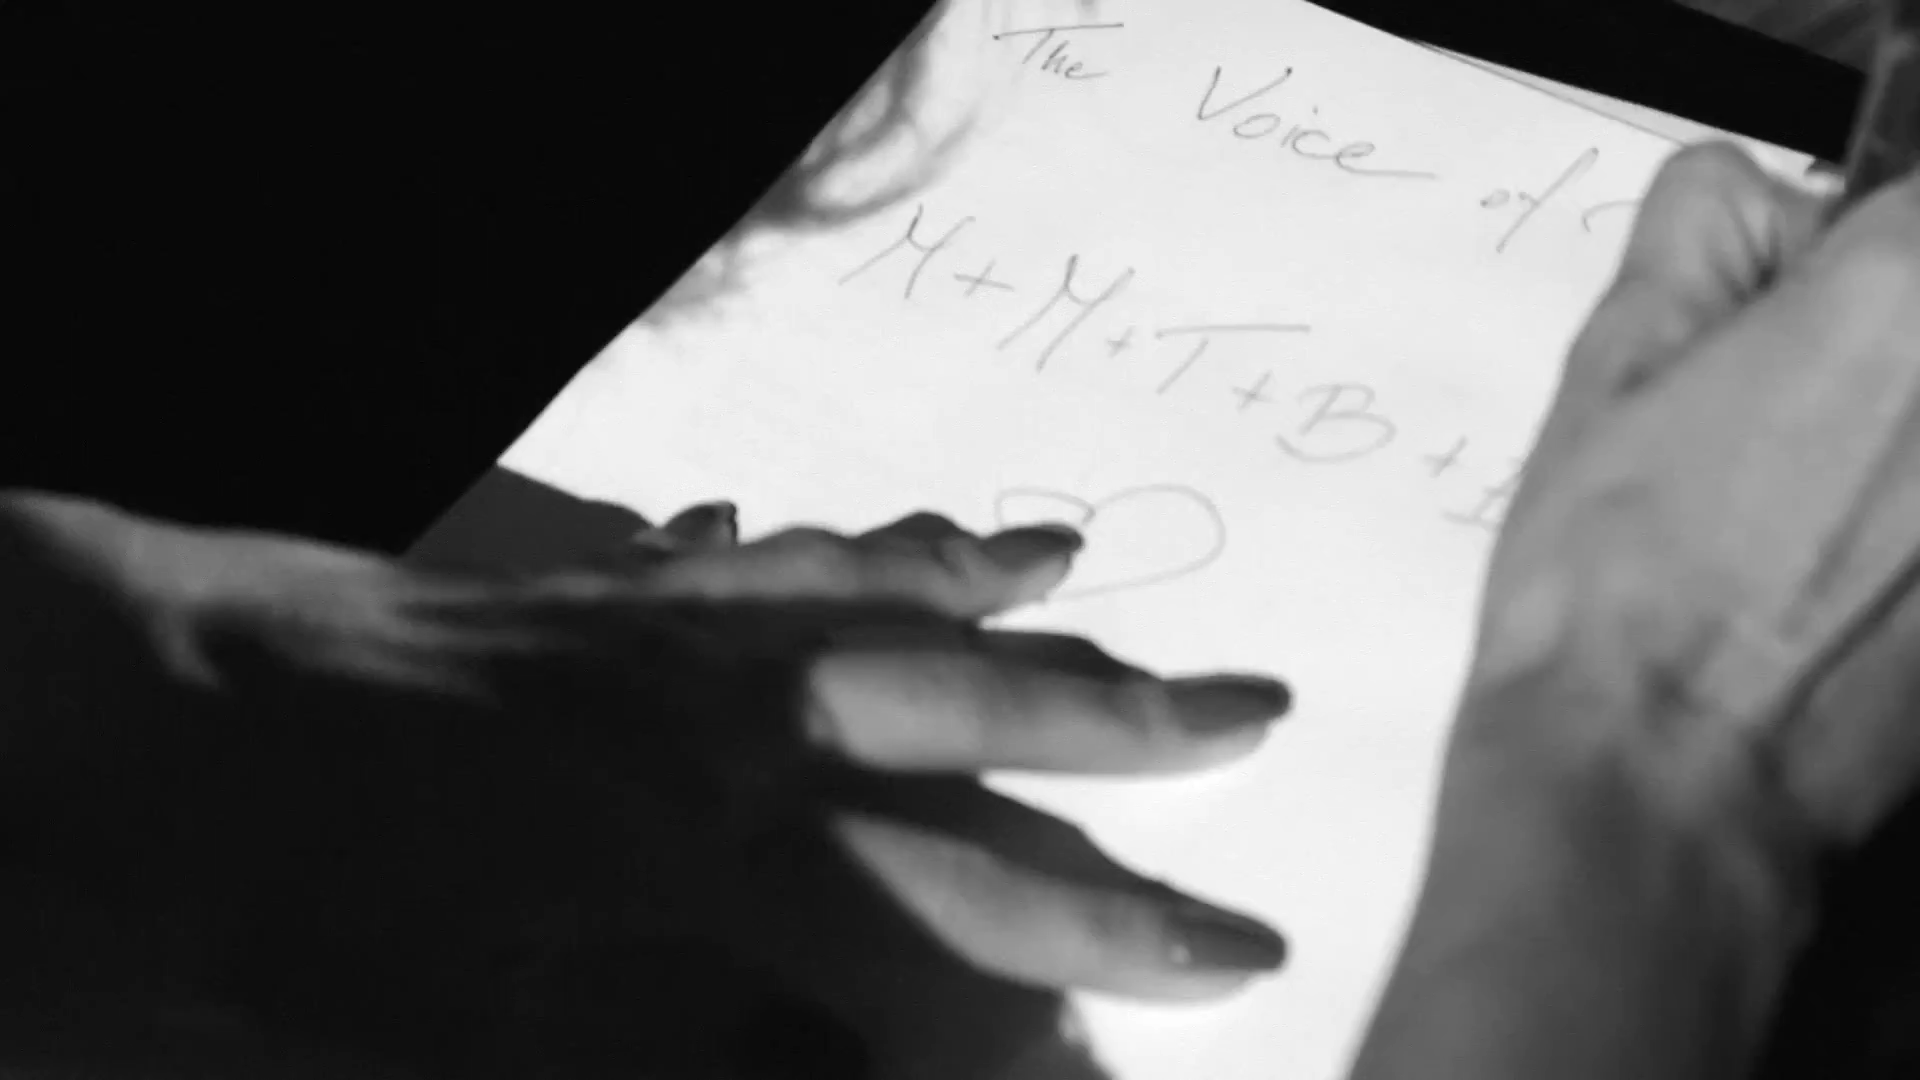 The Voice of
M + M + T + B +